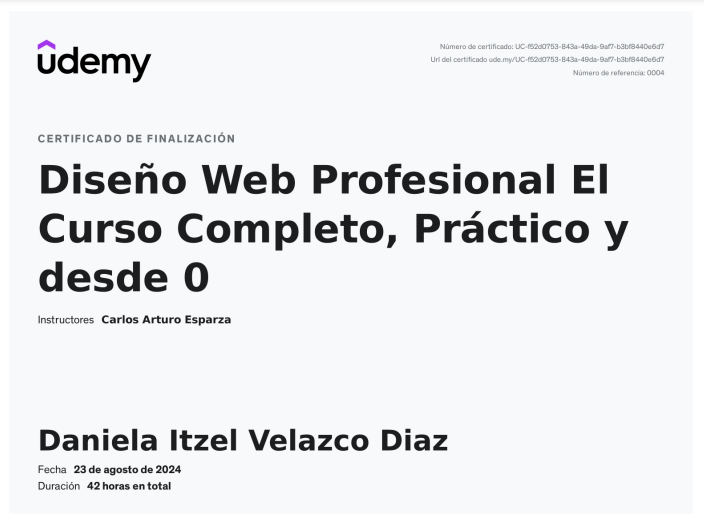 udemy
Número de certificado: UC-f52d0753-843a-49da-9af7-b3bf8440e6d7
Url del certificado ude.my/UC-f52d0753-843a-49da-9af7-b3bf8440e6d7
Número de referencia: 0004
CERTIFICADO DE FINALIZACIÓN
Diseño Web Profesional El
Curso Completo, Práctico y
desde 0
Instructores Carlos Arturo Esparza
Daniela Itzel Velazco Diaz
Fecha 23 de agosto de 2024
Duración 42 horas en total